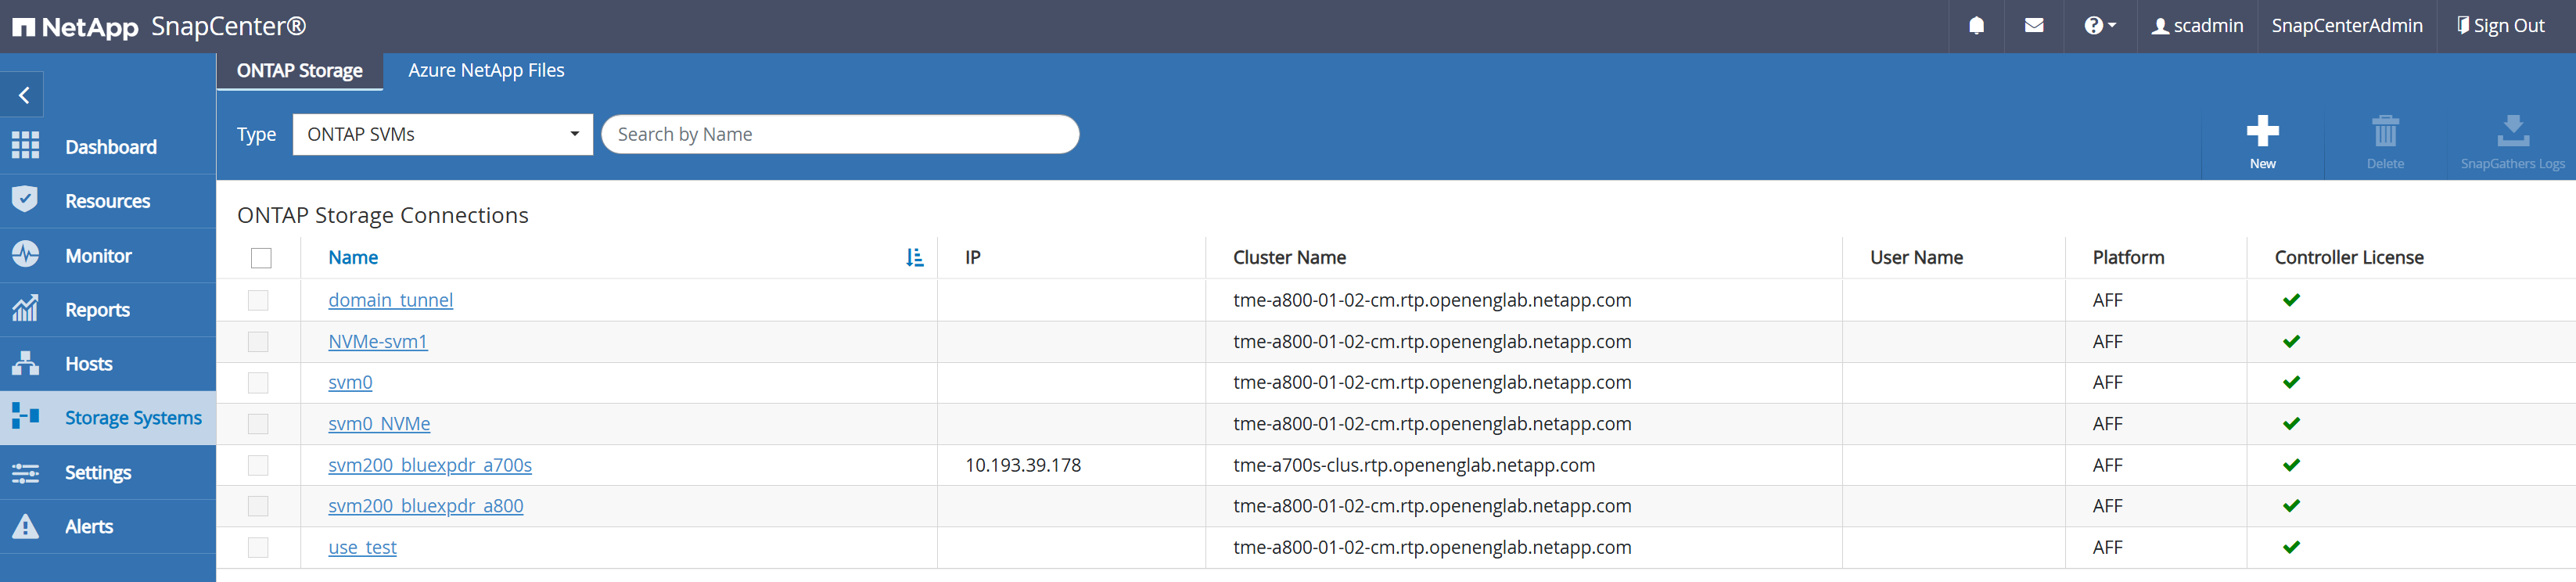 NetApp SnapCenter®
scadmin SnapCenterAdmin Sign Out
ONTAP Storage Azure NetApp Files
Type ONTAP SVMs Search by Name
New Delete SnapGathers Logs
Dashboard
Resources
Monitor
Reports
Hosts
Storage Systems
Settings
Alerts
ONTAP Storage Connections
Name IP Cluster Name User Name Platform Controller License
domain_tunnel tme-a800-01-02-cm.rtp.openenglab.netapp.com AFF
NVMe-svm1 tme-a800-01-02-cm.rtp.openenglab.netapp.com AFF
svm0 tme-a800-01-02-cm.rtp.openenglab.netapp.com AFF
svm0_NVMe tme-a800-01-02-cm.rtp.openenglab.netapp.com AFF
svm200_bluexpdr_a700s 10.193.39.178 tme-a700s-clus.rtp.openenglab.netapp.com AFF
svm200_bluexpdr_a800 tme-a800-01-02-cm.rtp.openenglab.netapp.com AFF
use_test tme-a800-01-02-cm.rtp.openenglab.netapp.com AFF